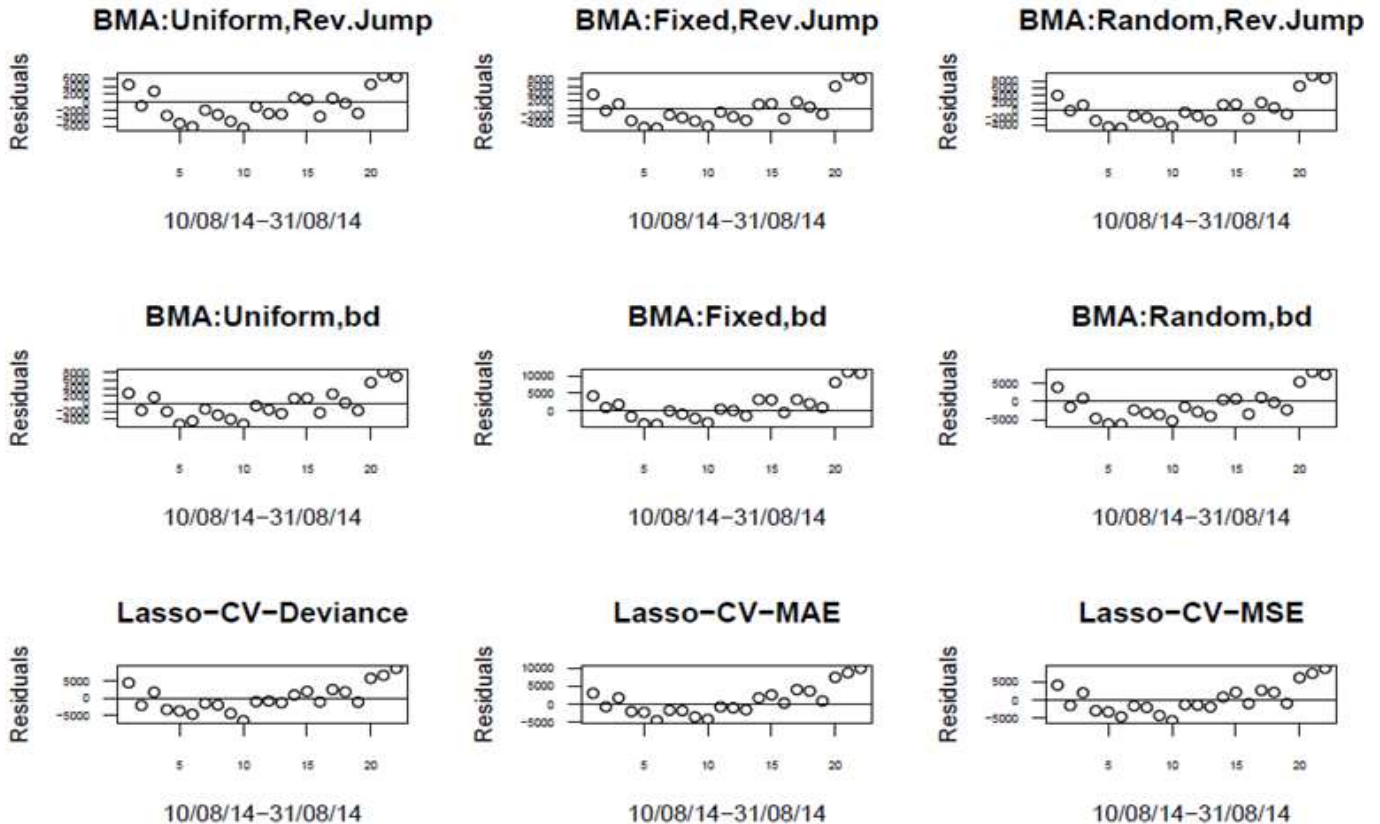 BMA:Uniform,Rev.Jump
Residuals
5 10 15 20
10/08/14−31/08/14
BMA:Fixed,Rev.Jump
Residuals
5 10 15 20
10/08/14−31/08/14
BMA:Random,Rev.Jump
Residuals
5 10 15 20
10/08/14−31/08/14
BMA:Uniform,bd
Residuals
5 10 15 20
10/08/14−31/08/14
BMA:Fixed,bd
Residuals
10000
5000
0
5 10 15 20
10/08/14−31/08/14
BMA:Random,bd
Residuals
5000
0
−5000
5 10 15 20
10/08/14−31/08/14
Lasso−CV−Deviance
Residuals
5000
0
−5000
5 10 15 20
10/08/14−31/08/14
Lasso−CV−MAE
Residuals
10000
5000
0
−5000
5 10 15 20
10/08/14−31/08/14
Lasso−CV−MSE
Residuals
5000
0
−5000
5 10 15 20
10/08/14−31/08/14